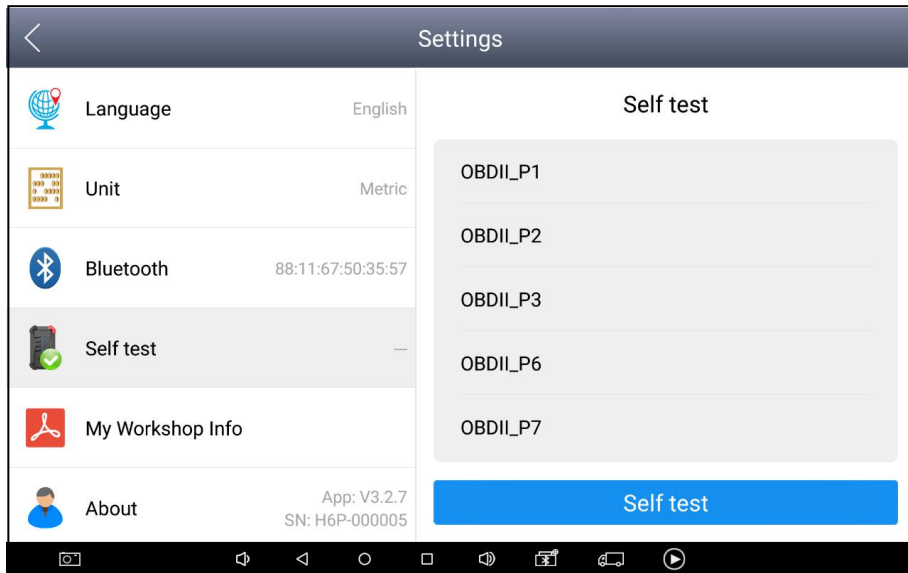 Settings
Language English
Unit Metric
Bluetooth 88:11:67:50:35:57
Self test —
My Workshop Info
About App: V3.2.7
SN: H6P-000005
Self test
OBDII_P1
OBDII_P2
OBDII_P3
OBDII_P6
OBDII_P7
Self test